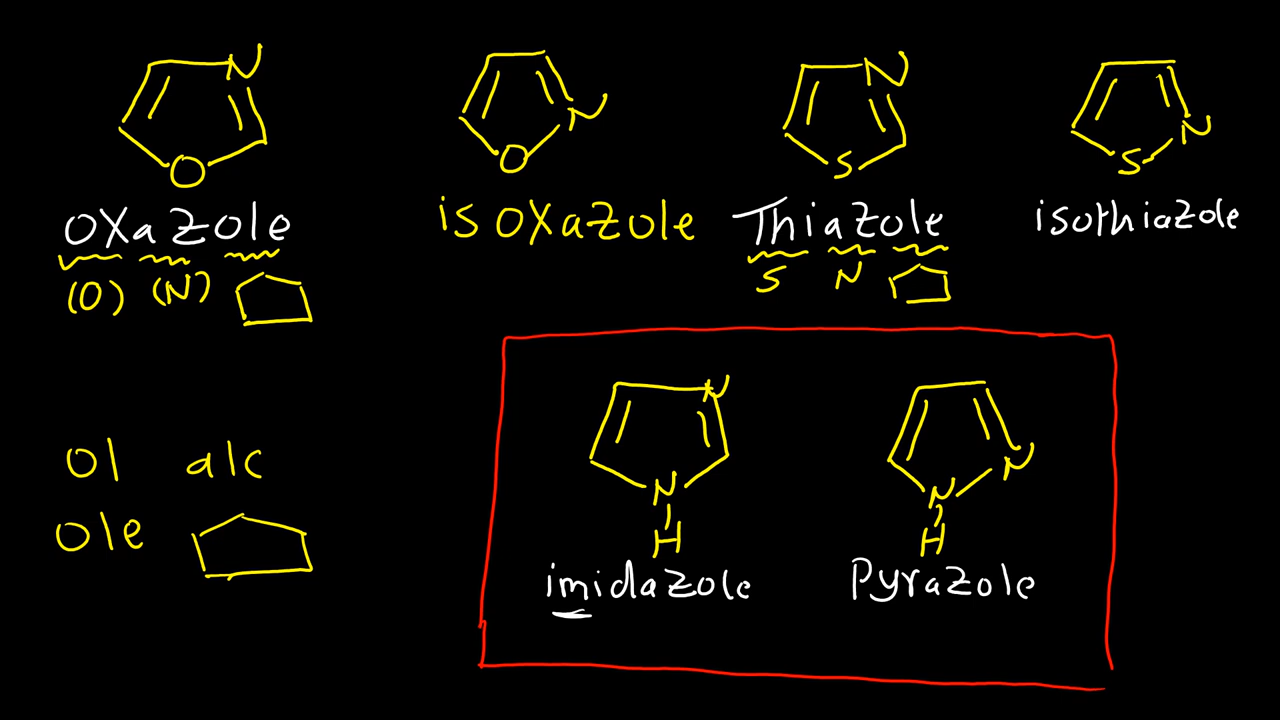 N N N N
O O S S
oxazole isoxazole Thiazole isothiazole
(O) (N) S N
N N
ol alc
N N
ole H H
imidazole Pyrazole